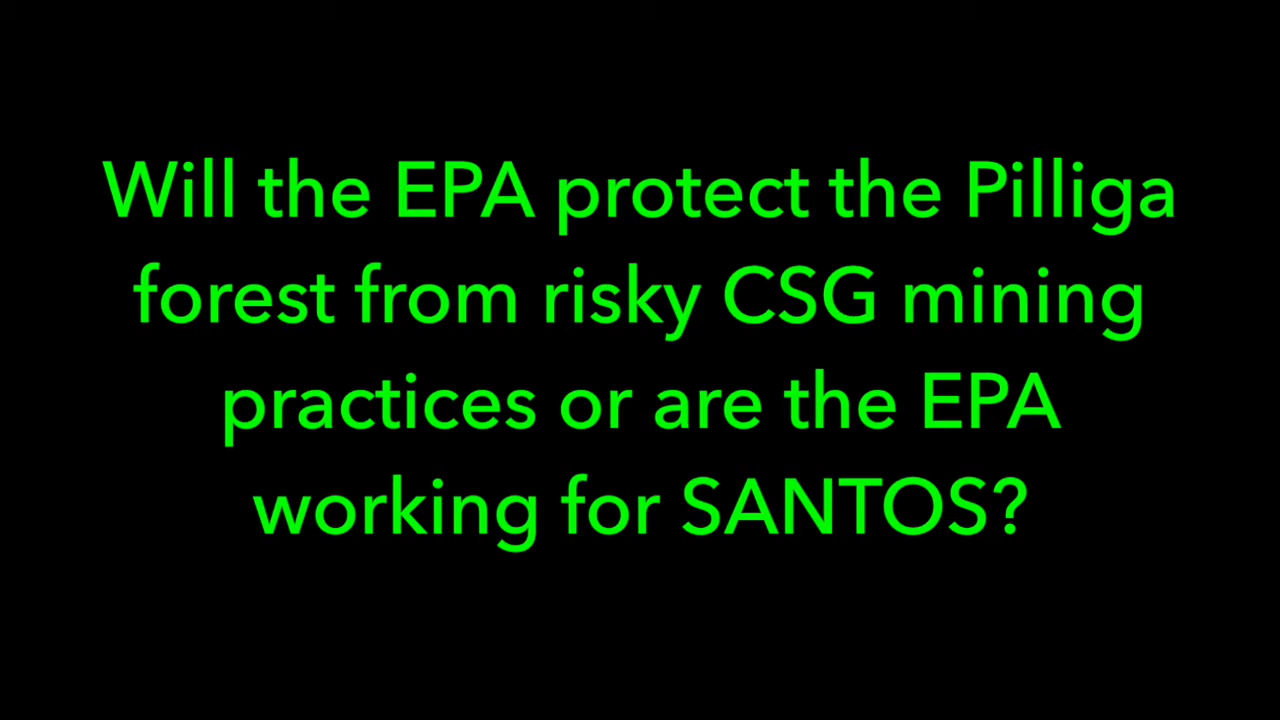 Will the EPA protect the Pilliga
forest from risky CSG mining
practices or are the EPA
working for SANTOS?